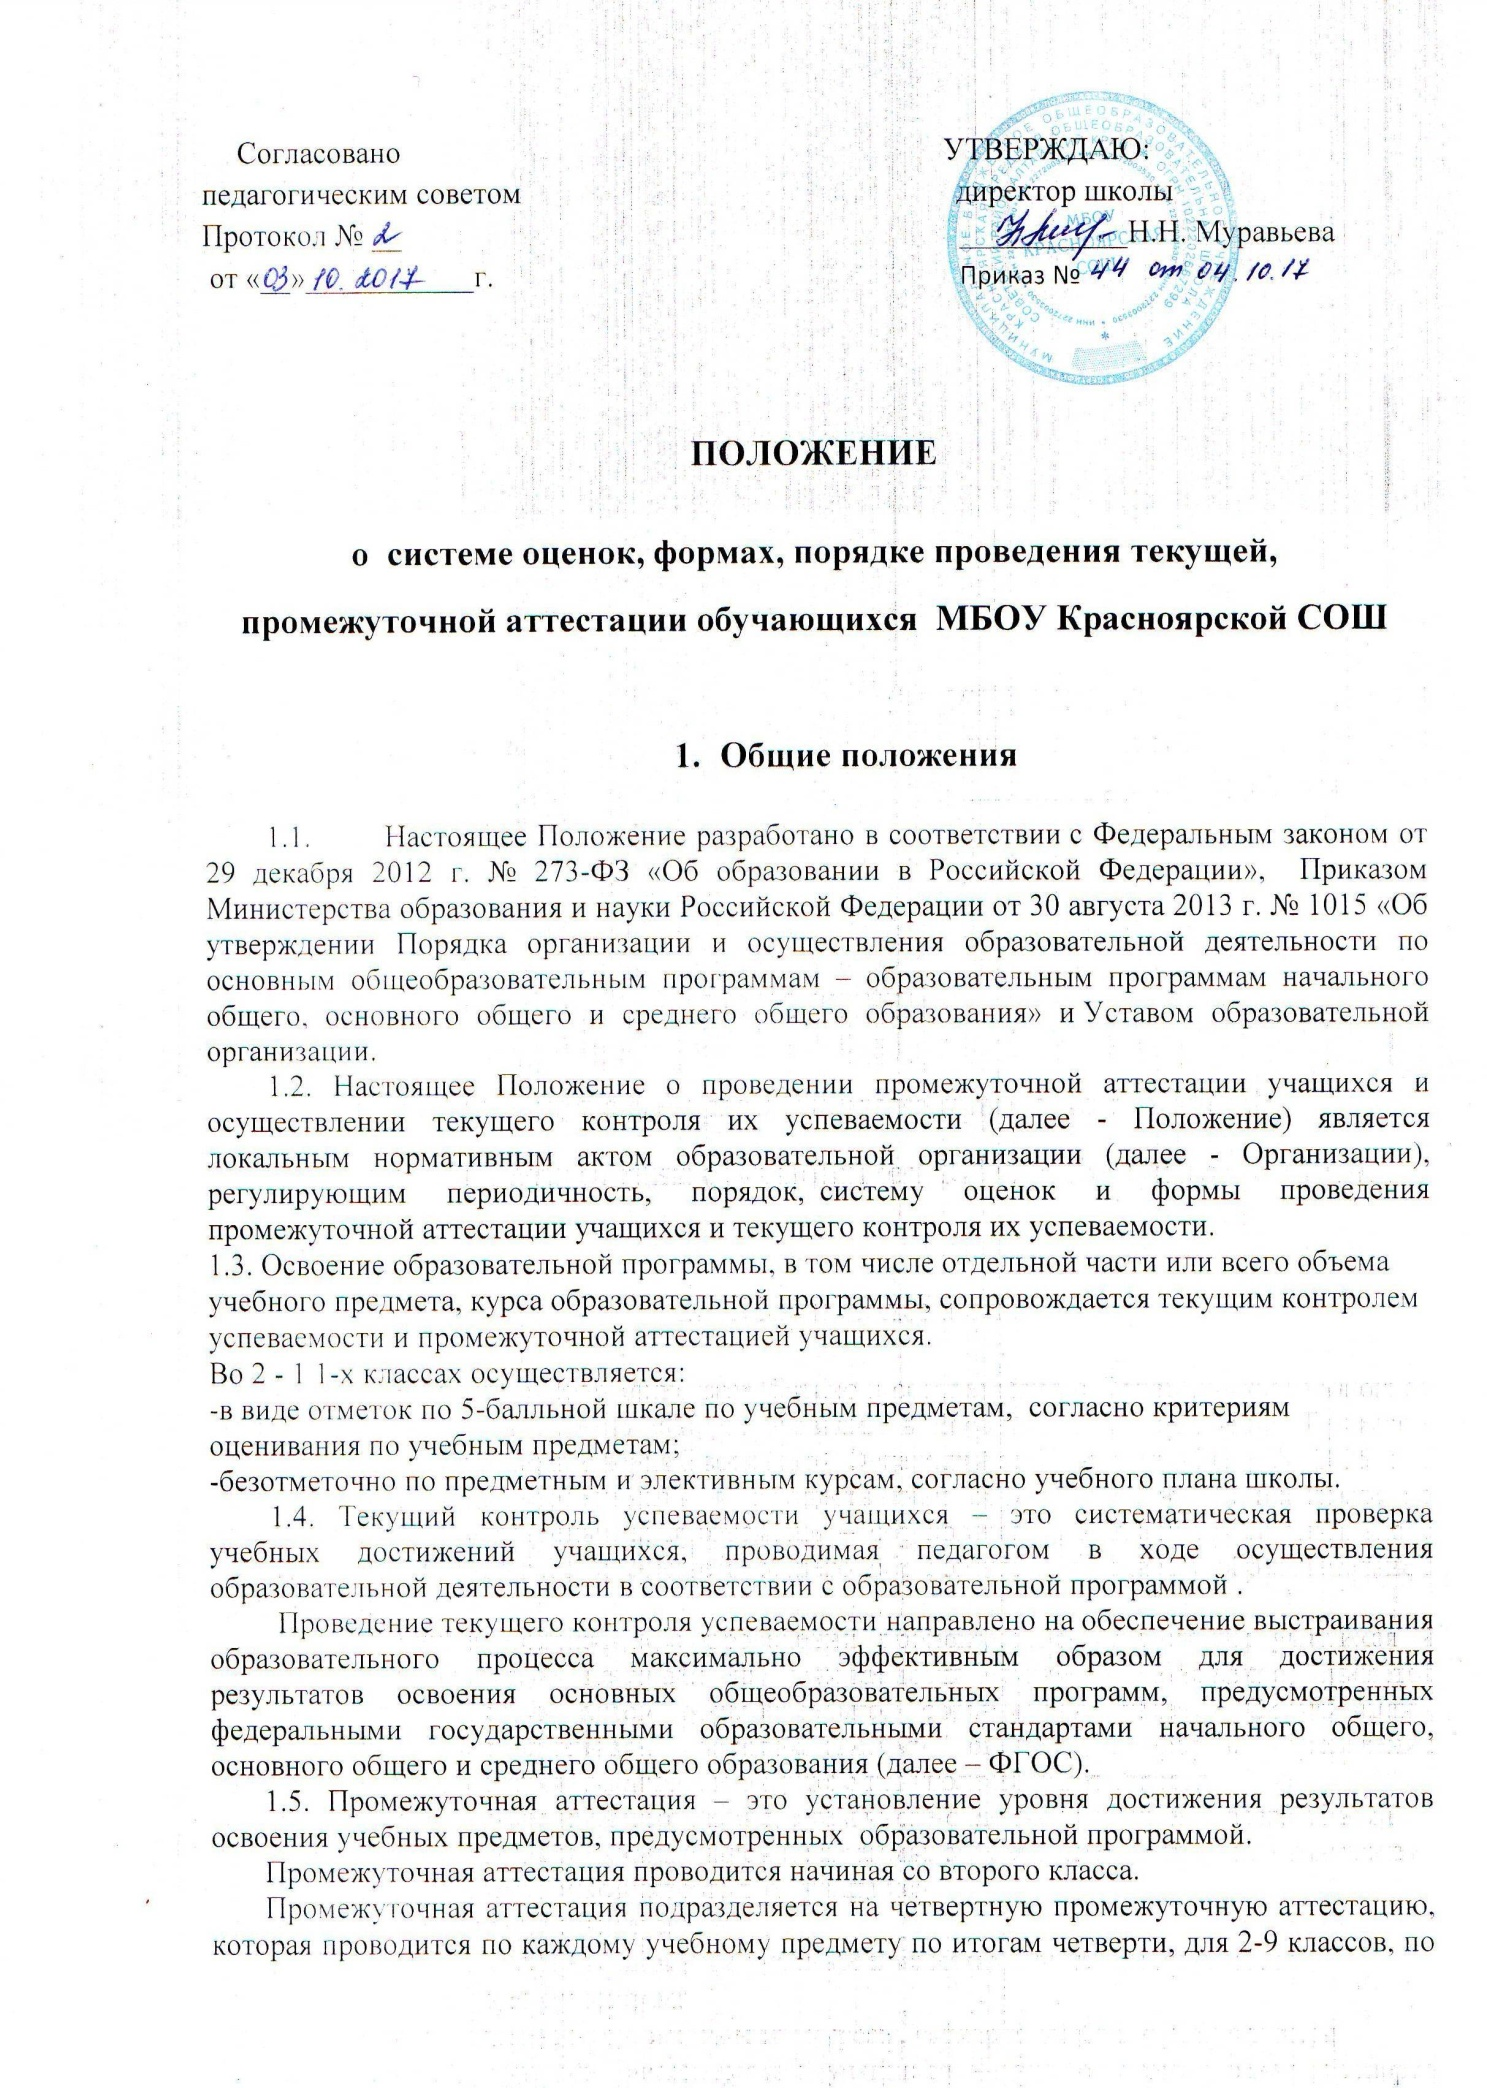 Согласовано
педагогическим советом
Протокол № 2
от «03» 10. 2017 г.
УТВЕРЖДАЮ:
директор школы
Н.Н. Муравьева
Приказ № 44 от 04.10.17
ПОЛОЖЕНИЕ
о системе оценок, формах, порядке проведения текущей,
промежуточной аттестации обучающихся МБОУ Красноярской СОШ
1. Общие положения
1.1. Настоящее Положение разработано в соответствии с Федеральным законом от
29 декабря 2012 г. № 273-ФЗ «Об образовании в Российской Федерации», Приказом
Министерства образования и науки Российской Федерации от 30 августа 2013 г. № 1015 «Об
утверждении Порядка организации и осуществления образовательной деятельности по
основным общеобразовательным программам – образовательным программам начального
общего, основного общего и среднего общего образования» и Уставом образовательной
организации.
1.2. Настоящее Положение о проведении промежуточной аттестации учащихся и
осуществлении текущего контроля их успеваемости (далее - Положение) является
локальным нормативным актом образовательной организации (далее - Организации),
регулирующим периодичность, порядок, систему оценок и формы проведения
промежуточной аттестации учащихся и текущего контроля их успеваемости.
1.3. Освоение образовательной программы, в том числе отдельной части или всего объема
учебного предмета, курса образовательной программы, сопровождается текущим контролем
успеваемости и промежуточной аттестацией учащихся.
Во 2 - 1 1-х классах осуществляется:
-в виде отметок по 5-балльной шкале по учебным предметам, согласно критериям
оценивания по учебным предметам;
-безотметочно по предметным и элективным курсам, согласно учебного плана школы.
1.4. Текущий контроль успеваемости учащихся – это систематическая проверка
учебных достижений учащихся, проводимая педагогом в ходе осуществления
образовательной деятельности в соответствии с образовательной программой .
Проведение текущего контроля успеваемости направлено на обеспечение выстраивания
образовательного процесса максимально эффективным образом для достижения
результатов освоения основных общеобразовательных программ, предусмотренных
федеральными государственными образовательными стандартами начального общего,
основного общего и среднего общего образования (далее – ФГОС).
1.5. Промежуточная аттестация – это установление уровня достижения результатов
освоения учебных предметов, предусмотренных образовательной программой.
Промежуточная аттестация проводится начиная со второго класса.
Промежуточная аттестация подразделяется на четвертную промежуточную аттестацию,
которая проводится по каждому учебному предмету по итогам четверти, для 2-9 классов, по